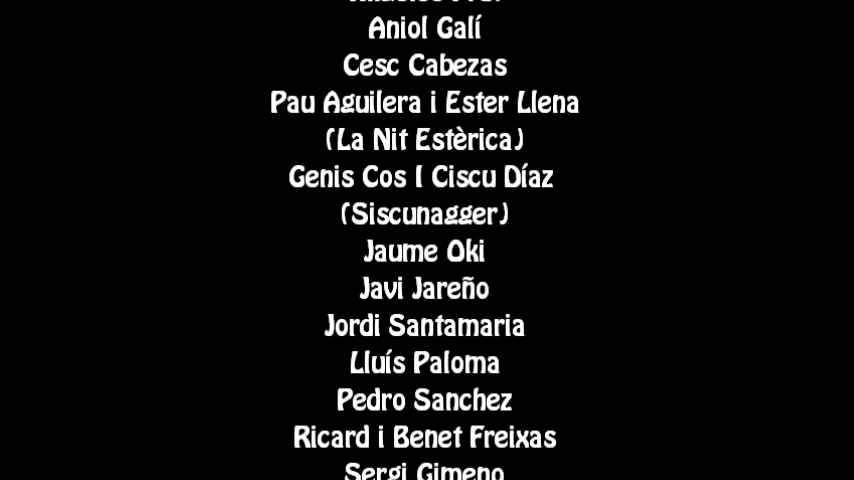 Aniol Galí
Cesc Cabezas
Pau Aguilera i Ester Llena
(La Nit Estèrica)
Genis Cos I Ciscu Díaz
(Siscunagger)
Jaume Oki
Javi Jareño
Jordi Santamaria
Lluís Paloma
Pedro Sanchez
Ricard i Benet Freixas
Sergi Gimeno